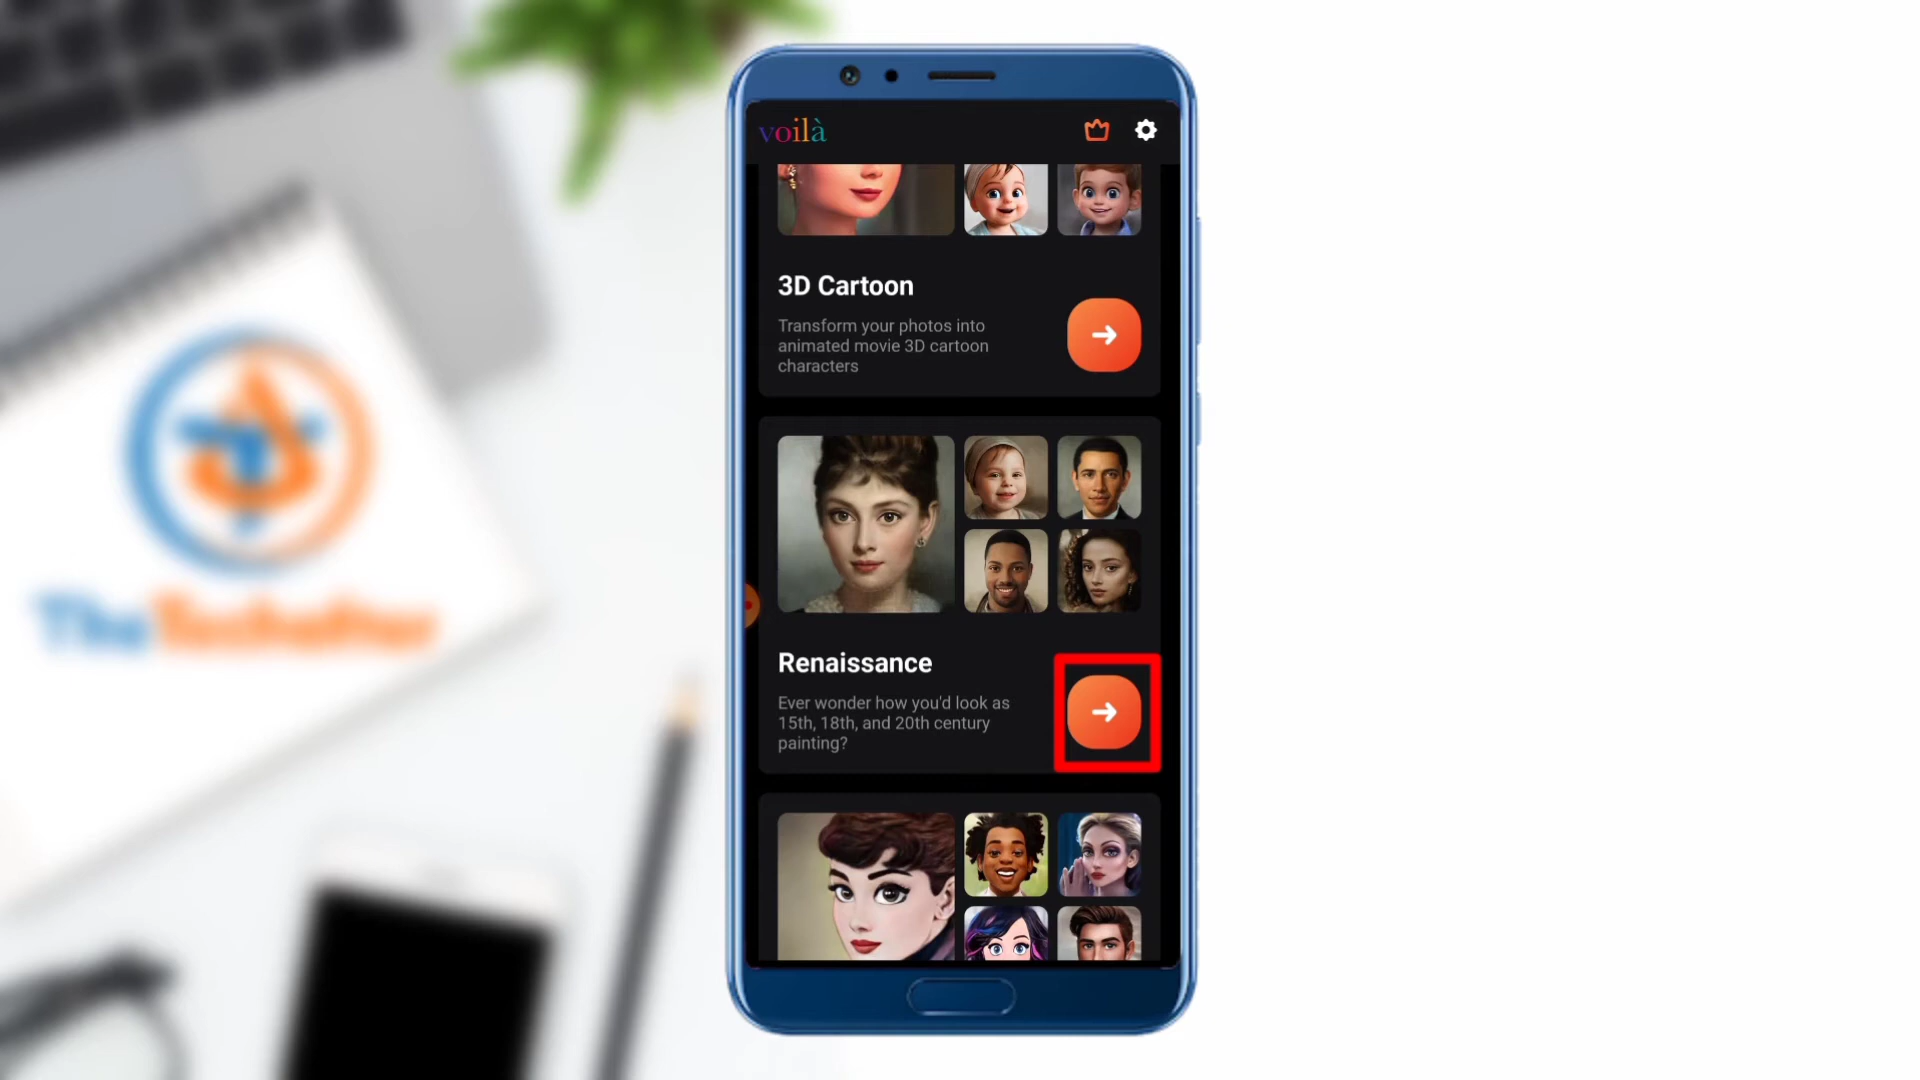 voilà
3D Cartoon
Transform your photos into
animated movie 3D cartoon
characters
Renaissance
Ever wonder how you'd look as
15th, 18th, and 20th century
painting?